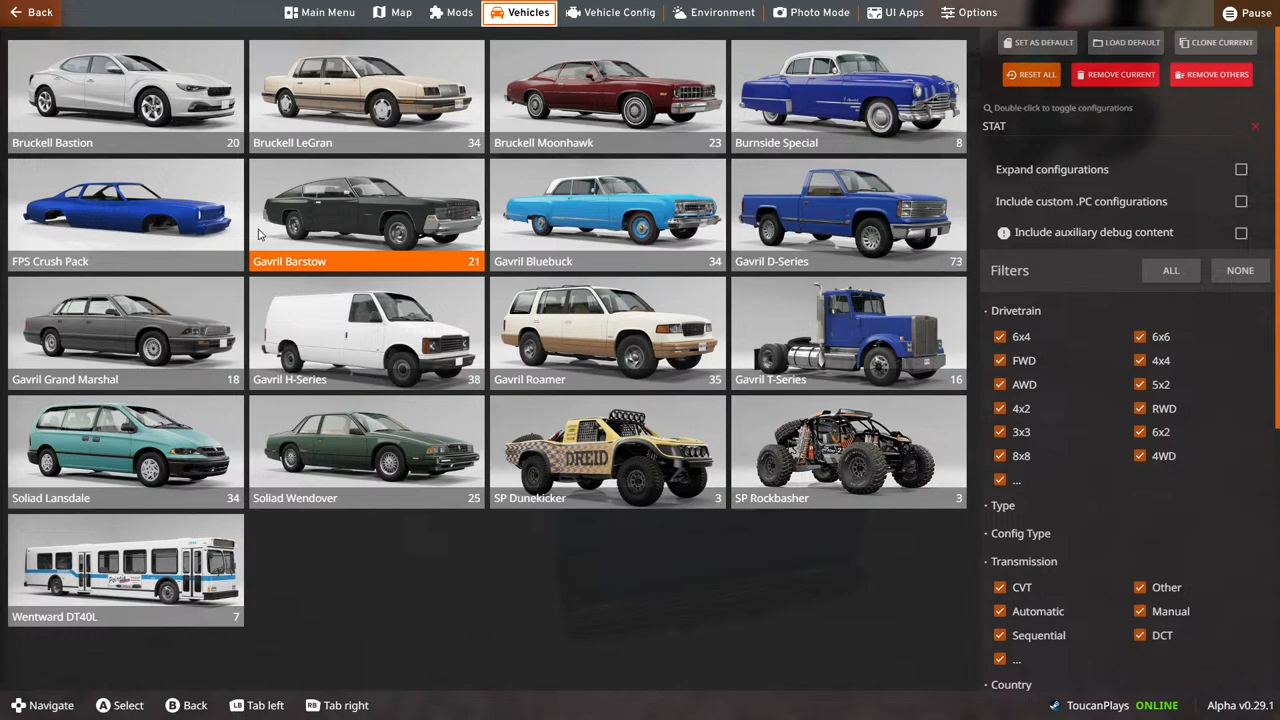 Back
Main Menu
Map
Mods
Vehicles
Vehicle Config
Environment
Photo Mode
UI Apps
Options
Pause
Bruckell Bastion 20
Bruckell LeGran 34
Bruckell Moonhawk 23
Burnside Special 8
FPS Crush Pack
Gavril Barstow 21
Gavril Bluebuck 34
Gavril D-Series 73
Gavril Grand Marshal 18
Gavril H-Series 38
Gavril Roamer 35
Gavril T-Series 16
Soliad Lansdale 34
Soliad Wendover 25
DREID
SP Dunekicker 3
SP Rockbasher 3
Wentward DT40L 7
SET AS DEFAULT
LOAD DEFAULT
CLONE CURRENT
RESET ALL
REMOVE CURRENT
REMOVE OTHERS
Double-click to toggle configurations
STAT
Expand configurations
Include custom .PC configurations
Include auxiliary debug content
Filters
ALL
NONE
- Drivetrain
6x4
6x6
FWD
4x4
AWD
5x2
4x2
RWD
3x3
6x2
8x8
4WD
...
- Type
- Config Type
- Transmission
CVT
Other
Automatic
Manual
Sequential
DCT
...
- Country
Navigate
A Select
B Back
LB Tab left
RB Tab right
ToucanPlays ONLINE
Alpha v0.29.1